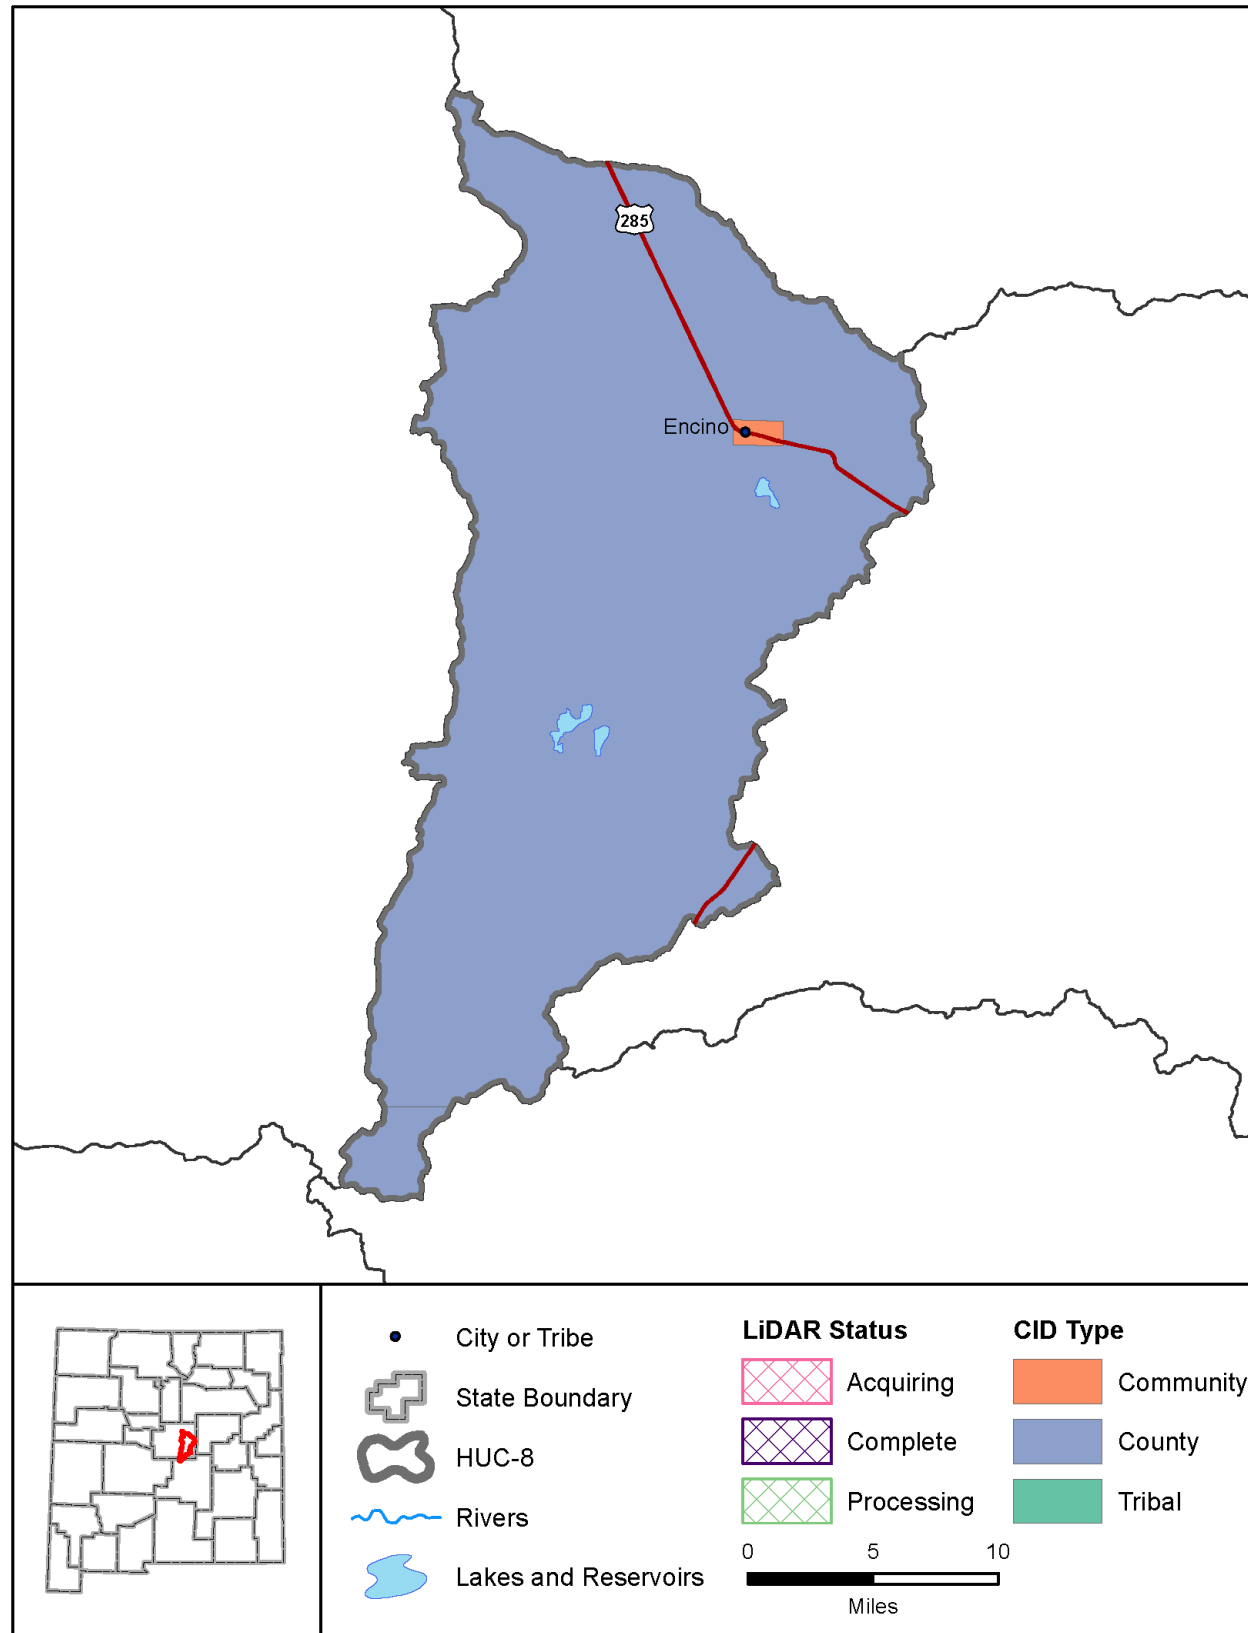 285
Encino
City or Tribe
State Boundary
HUC-8
Rivers
Lakes and Reservoirs
LiDAR Status
Acquiring
Complete
Processing
0 5 10
Miles
CID Type
Community
County
Tribal